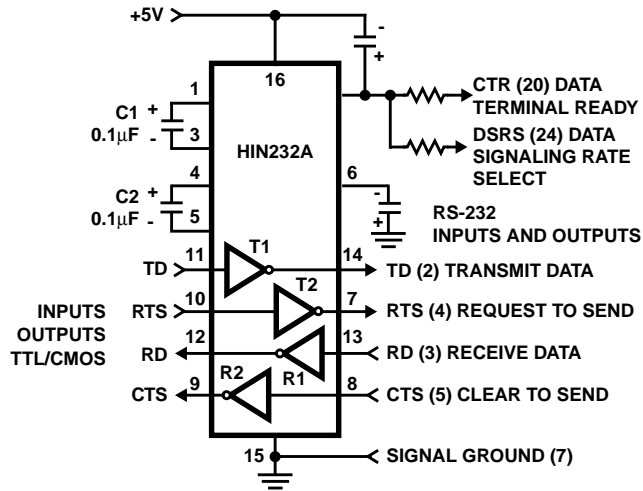 +5V
-
+
16
1
CTR (20) DATA
TERMINAL READY
C1
+
0.1μF
-
3
HIN232A
DSRS (24) DATA
SIGNALING RATE
SELECT
4
6
C2
+
0.1μF
-
5
-
+
RS-232
INPUTS AND OUTPUTS
11
T1
14
TD
TD (2) TRANSMIT DATA
10
T2
7
INPUTS
OUTPUTS
TTL/CMOS
RTS
RTS (4) REQUEST TO SEND
12
13
RD
R1
RD (3) RECEIVE DATA
9
R2
8
CTS
CTS (5) CLEAR TO SEND
15
SIGNAL GROUND (7)